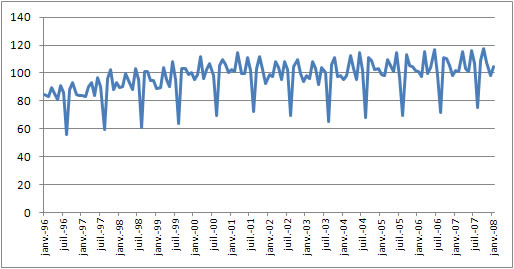 140
120
100
80
60
40
20
0
janv.-96
juil.-96
janv.-97
juil.-97
janv.-98
juil.-98
janv.-99
juil.-99
janv.-00
juil.-00
janv.-01
juil.-01
janv.-02
juil.-02
janv.-03
juil.-03
janv.-04
juil.-04
janv.-05
juil.-05
janv.-06
juil.-06
janv.-07
juil.-07
janv.-08